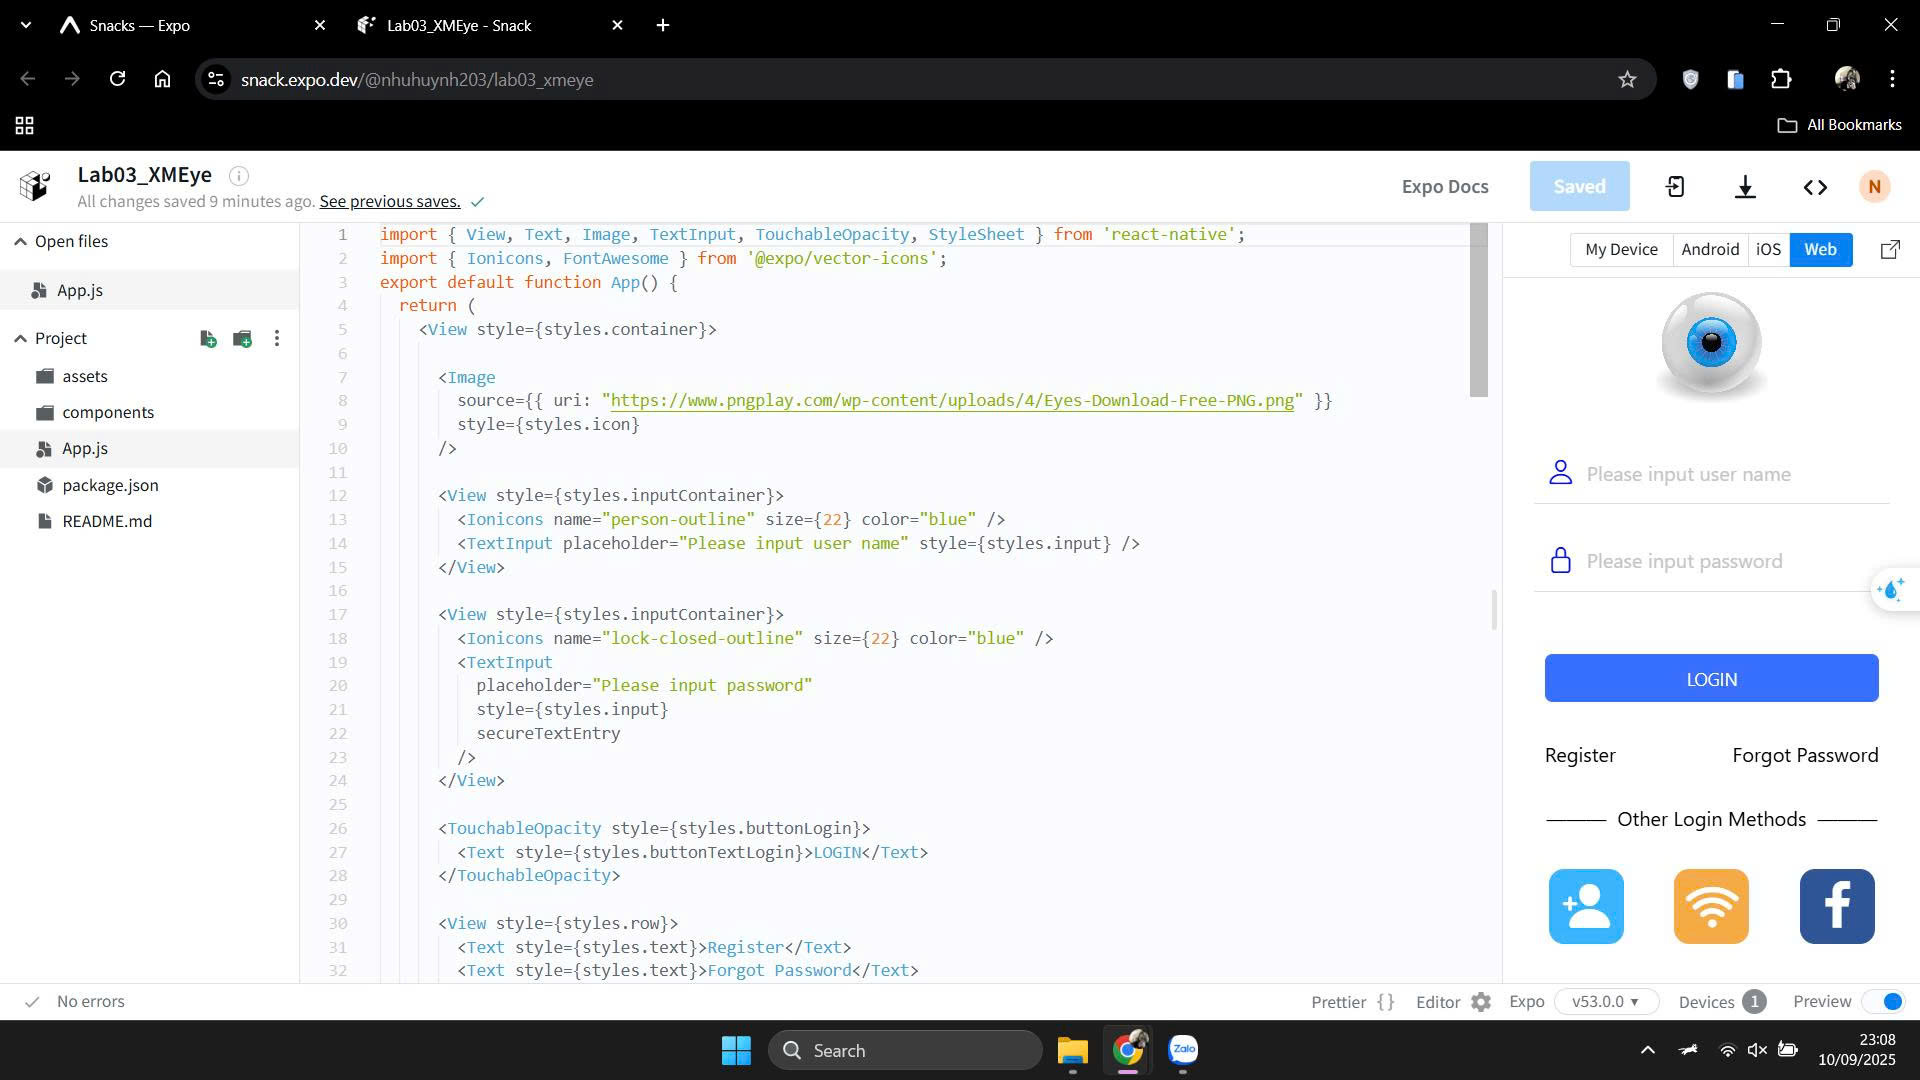 Snacks — Expo
Lab03_XMEye - Snack
snack.expo.dev/@nhuhuynh203/lab03_xmeye
All Bookmarks
Lab03_XMEye
All changes saved 9 minutes ago. See previous saves.
Expo Docs
Saved
N
Open files
App.js
Project
assets
components
App.js
package.json
README.md
1 import { View, Text, Image, TextInput, TouchableOpacity, StyleSheet } from 'react-native';
2 import { Ionicons, FontAwesome } from '@expo/vector-icons';
3 export default function App() {
4 return (
5 <View style={styles.container}>
6
7 <Image
8 source={{ uri: "https://www.pngplay.com/wp-content/uploads/4/Eyes-Download-Free-PNG.png" }}
9 style={styles.icon}
10 />
11
12 <View style={styles.inputContainer}>
13 <Ionicons name="person-outline" size={22} color="blue" />
14 <TextInput placeholder="Please input user name" style={styles.input} />
15 </View>
16
17 <View style={styles.inputContainer}>
18 <Ionicons name="lock-closed-outline" size={22} color="blue" />
19 <TextInput
20 placeholder="Please input password"
21 style={styles.input}
22 secureTextEntry
23 />
24 </View>
25
26 <TouchableOpacity style={styles.buttonLogin}>
27 <Text style={styles.buttonTextLogin}>LOGIN</Text>
28 </TouchableOpacity>
29
30 <View style={styles.row}>
31 <Text style={styles.text}>Register</Text>
32 <Text style={styles.text}>Forgot Password</Text>
My Device Android iOS Web
Please input user name
Please input password
LOGIN
Register Forgot Password
Other Login Methods
No errors
Prettier {} Editor Expo v53.0.0 Devices 1 Preview
Search
Zalo
23:08
10/09/2025